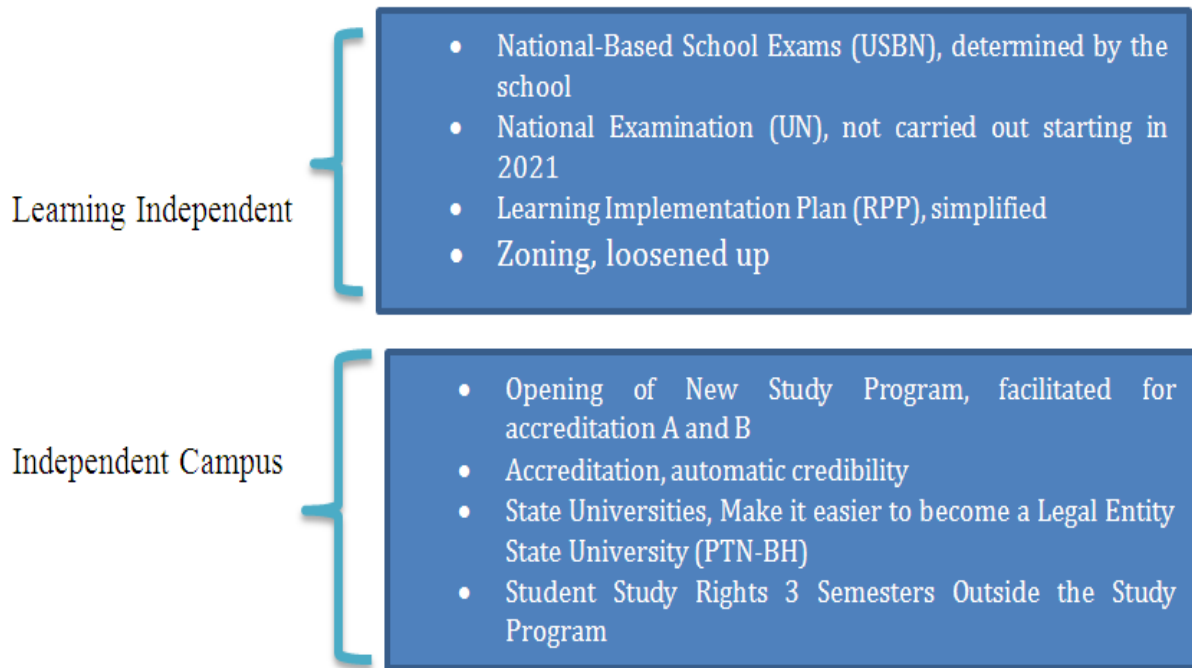 Learning Independent
• National-Based School Exams (USBN), determined by the
school
• National Examination (UN), not carried out starting in
2021
• Learning Implementation Plan (RPP), simplified
• Zoning, loosened up
Independent Campus
• Opening of New Study Program, facilitated for
accreditation A and B
• Accreditation, automatic credibility
• State Universities, Make it easier to become a Legal Entity
State University (PTN-BH)
• Student Study Rights 3 Semesters Outside the Study
Program